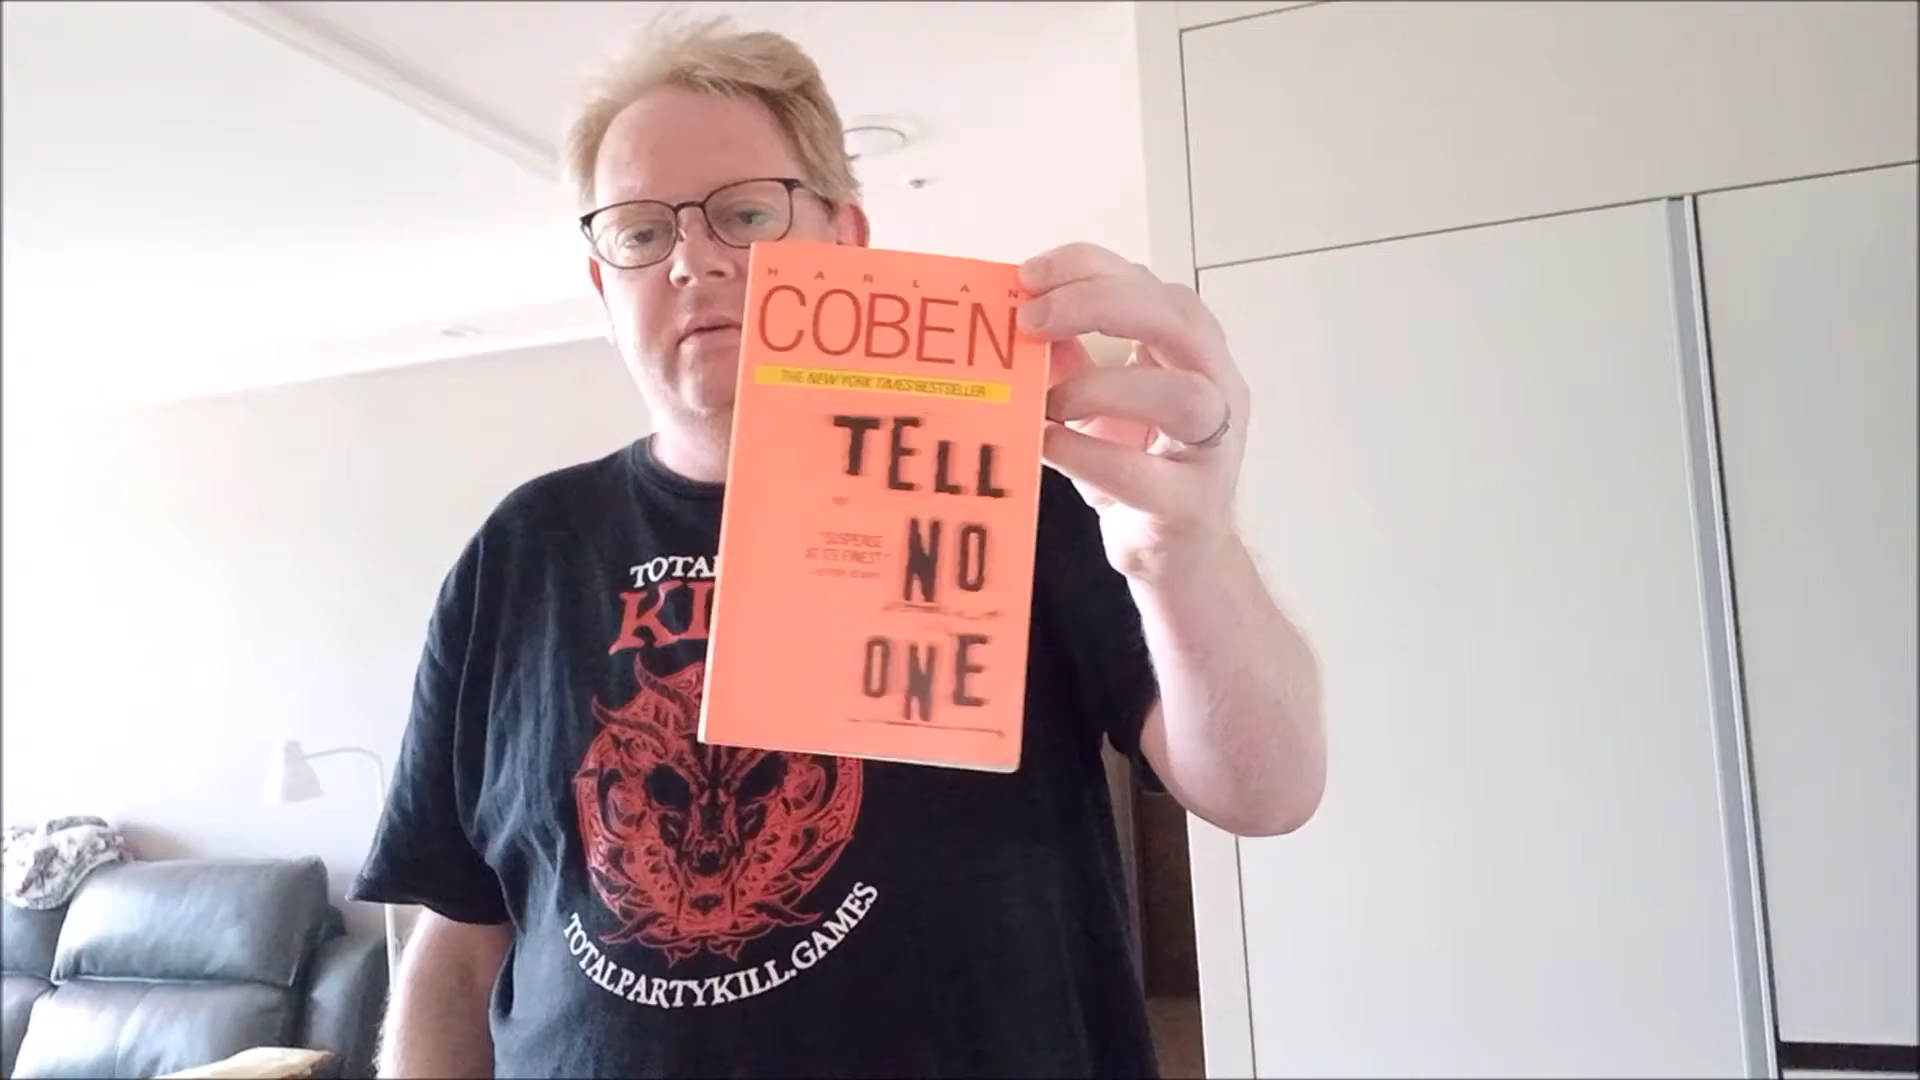 HARLAN
COBEN
THE NEW YORK TIMES BESTSELLER
TELL
"SUSPENSE
AT ITS FINEST."
NO
ONE
TOTAL
TOTALPARTYKILL.GAMES